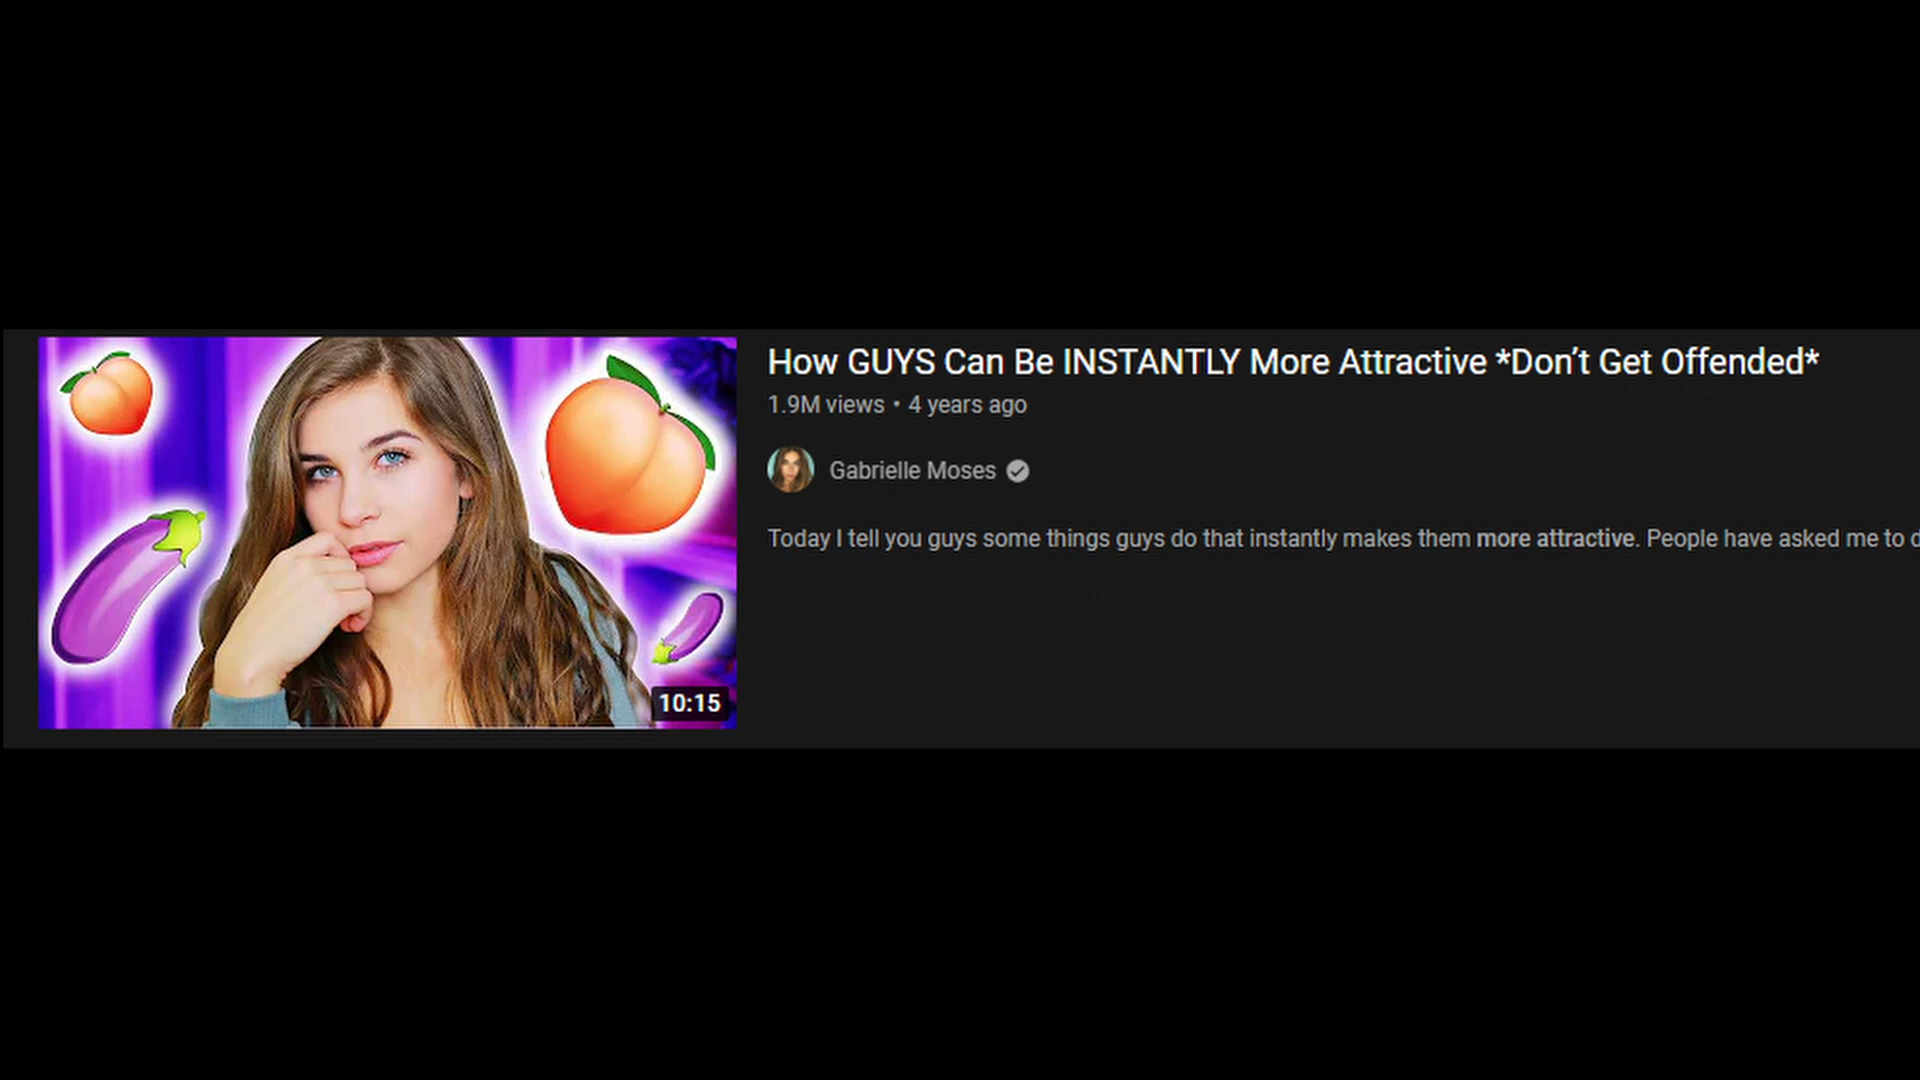 How GUYS Can Be INSTANTLY More Attractive *Don’t Get Offended*
1.9M views • 4 years ago
Gabrielle Moses
Today I tell you guys some things guys do that instantly makes them more attractive. People have asked me to
10:15